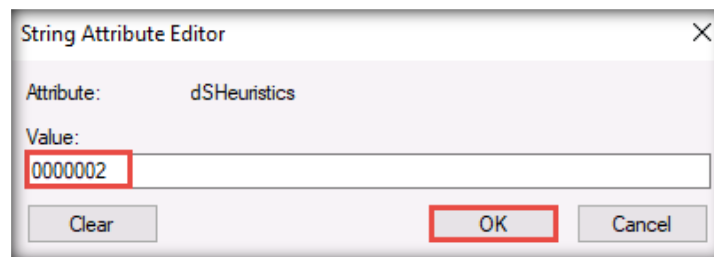 String Attribute Editor
Attribute: dSHeuristics
Value:
0000002
Clear OK Cancel